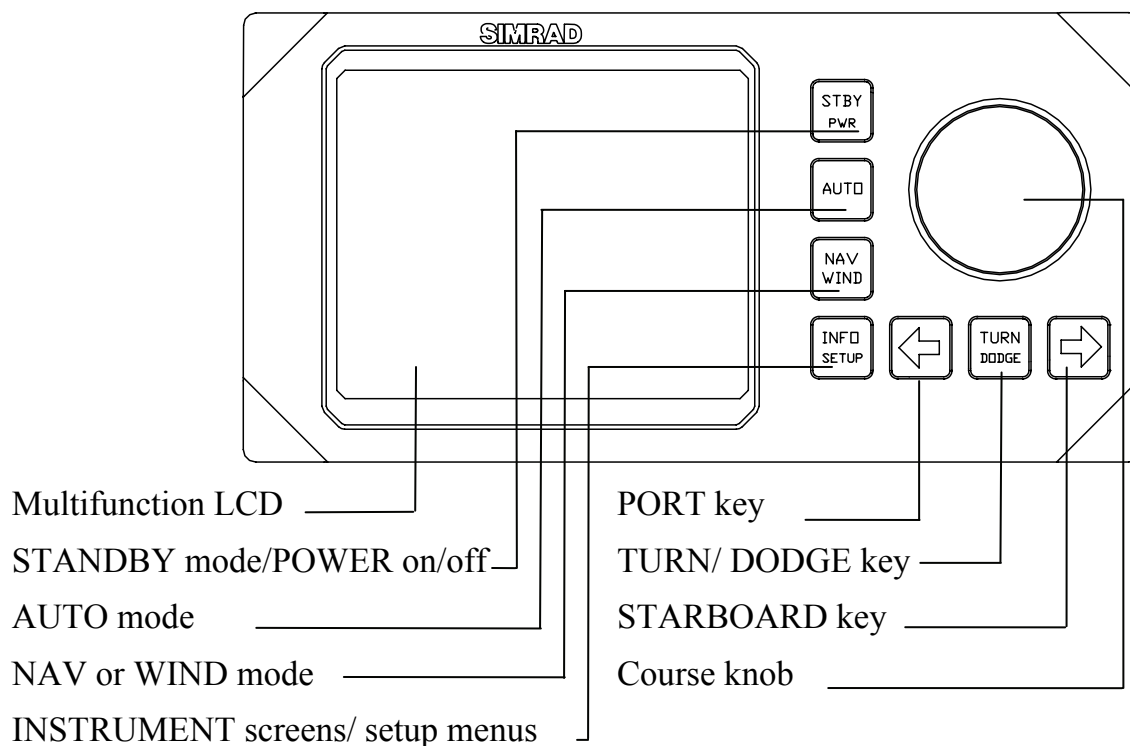 SIMRAD
STBY
PWR
AUTO
NAV
WIND
INFO
SETUP
TURN
DODGE
Multifunction LCD
STANDBY mode/POWER on/off
AUTO mode
NAV or WIND mode
INSTRUMENT screens/ setup menus
PORT key
TURN/ DODGE key
STARBOARD key
Course knob